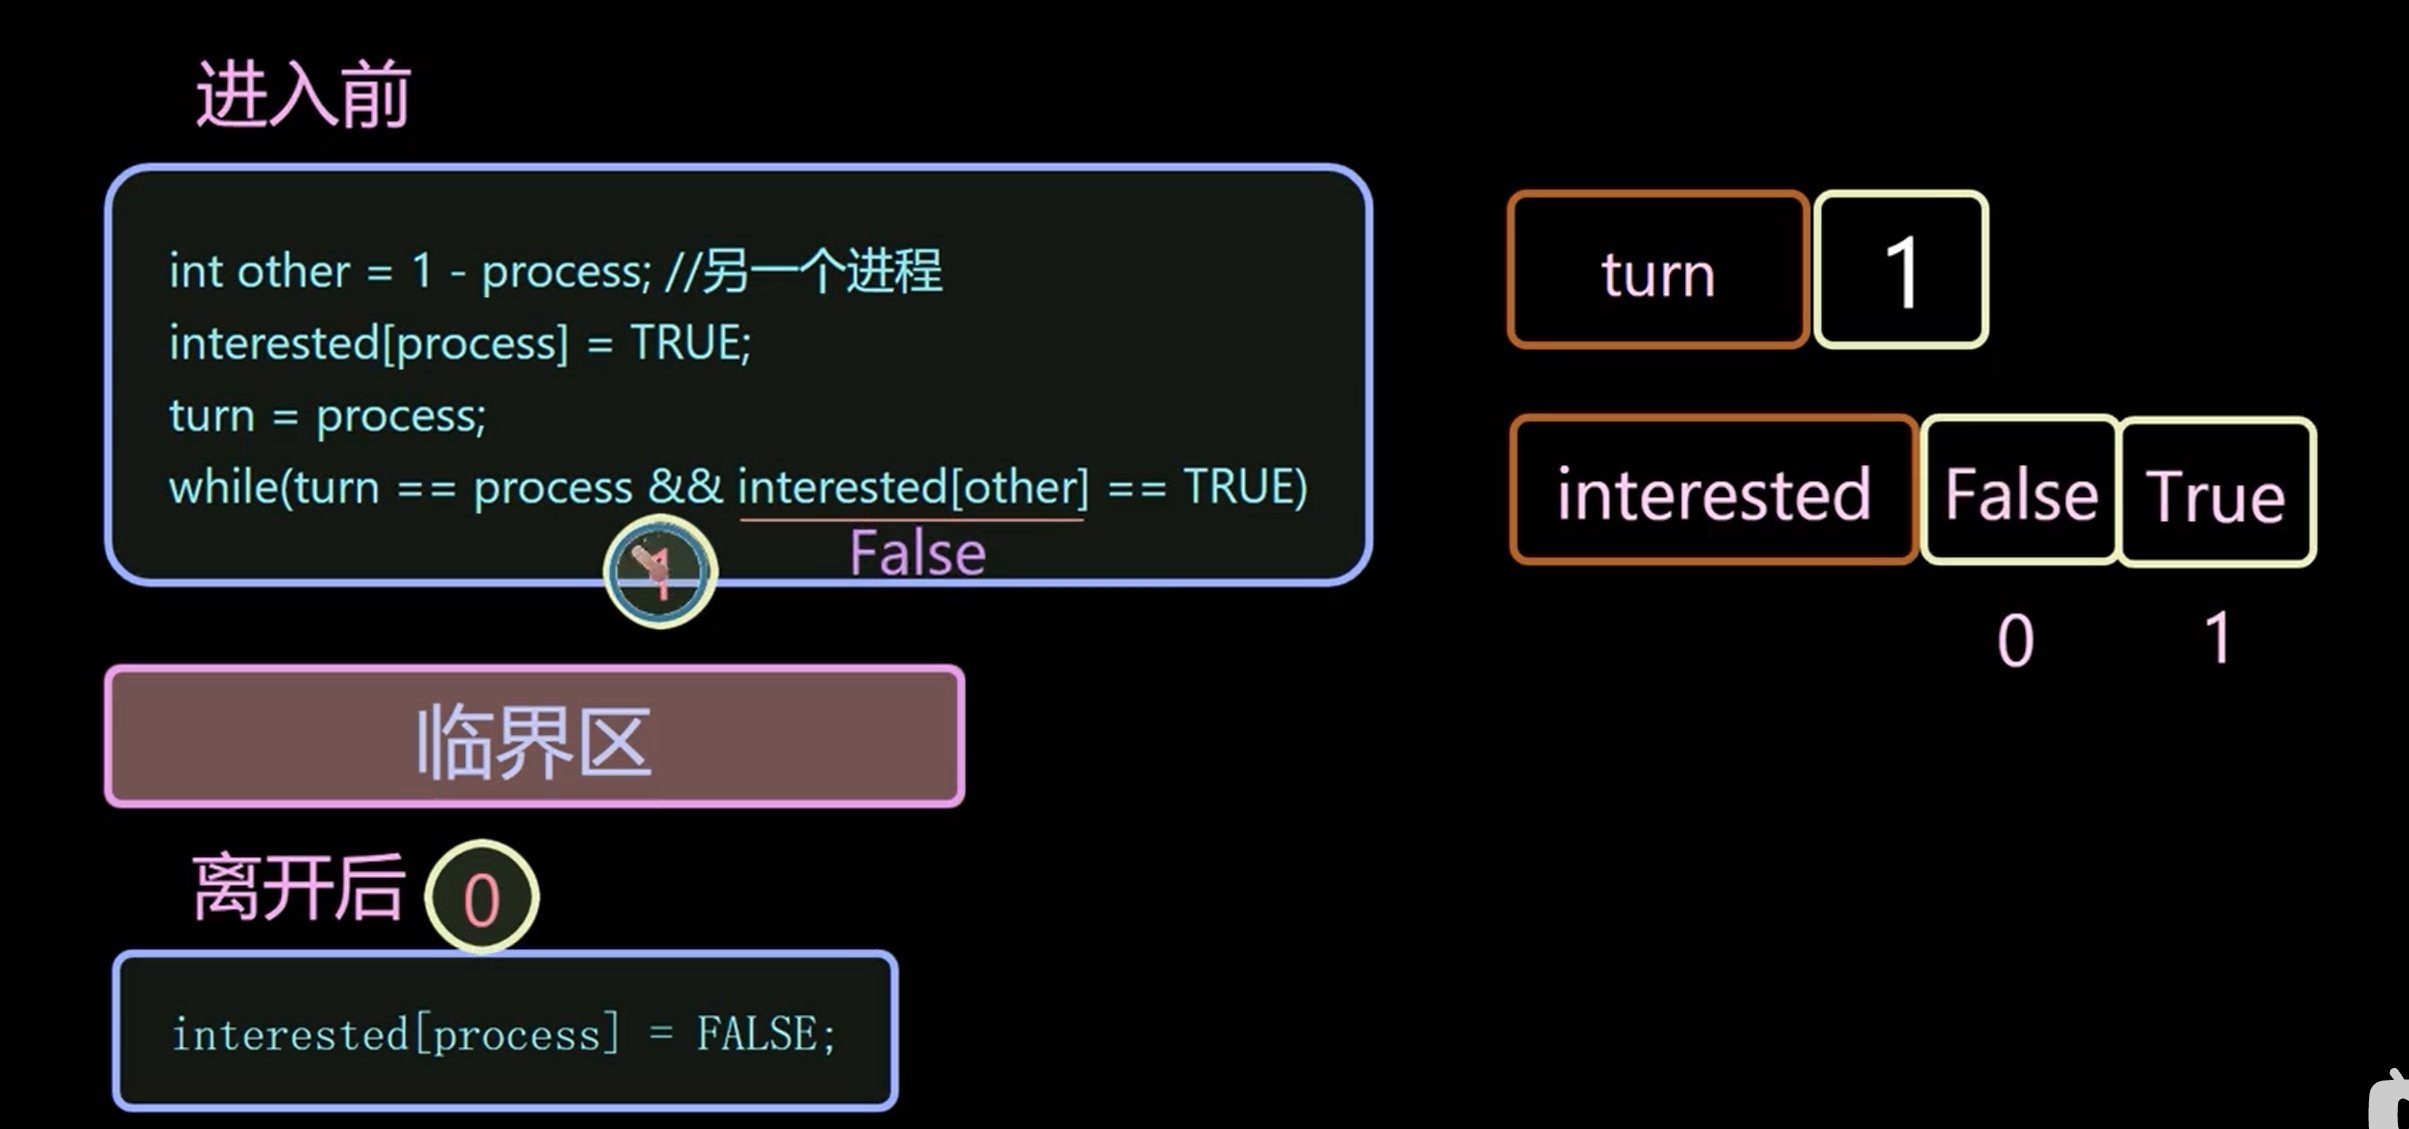 进入前
int other = 1 - process; //另一个进程
interested[process] = TRUE;
turn = process;
while(turn == process && interested[other] == TRUE)
1
False
临界区
离开后
0
interested[process] = FALSE;
turn
1
interested
False
True
0
1